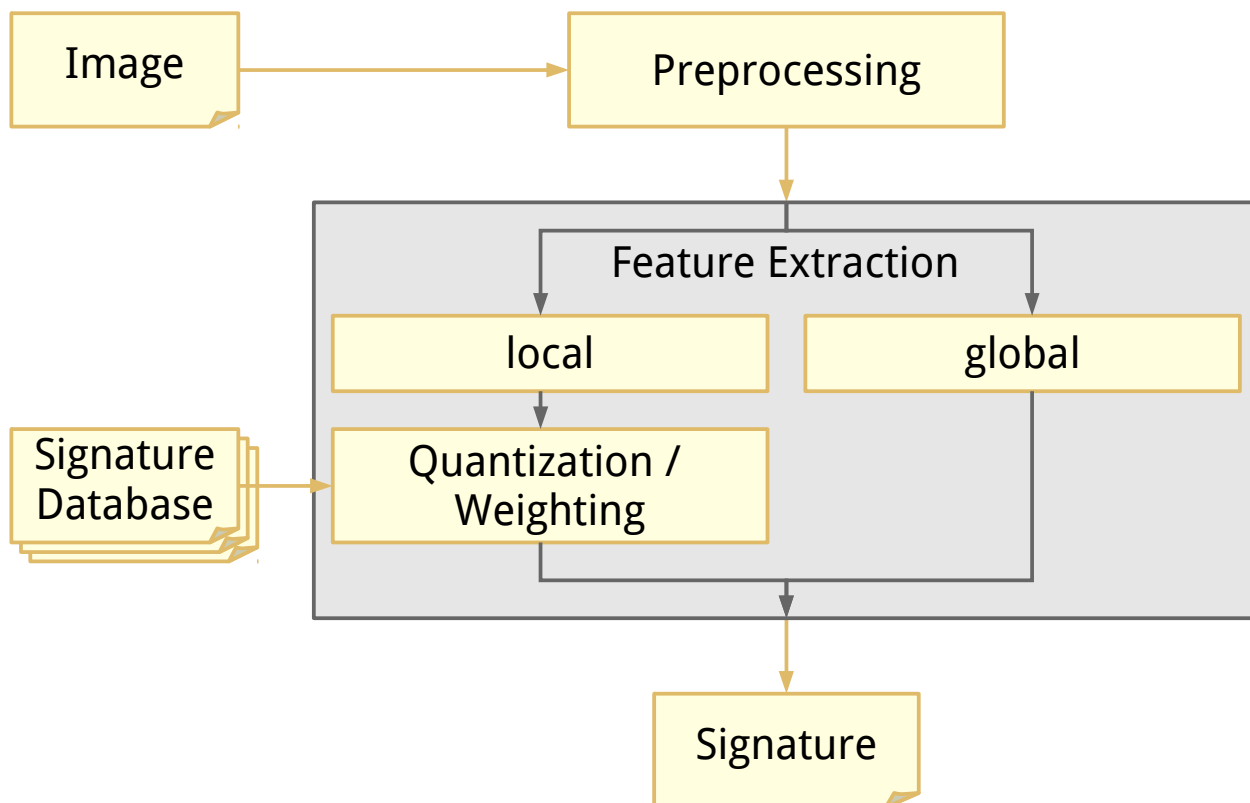 Image
Preprocessing
Feature Extraction
local
global
Signature
Database
Quantization /
Weighting
Signature